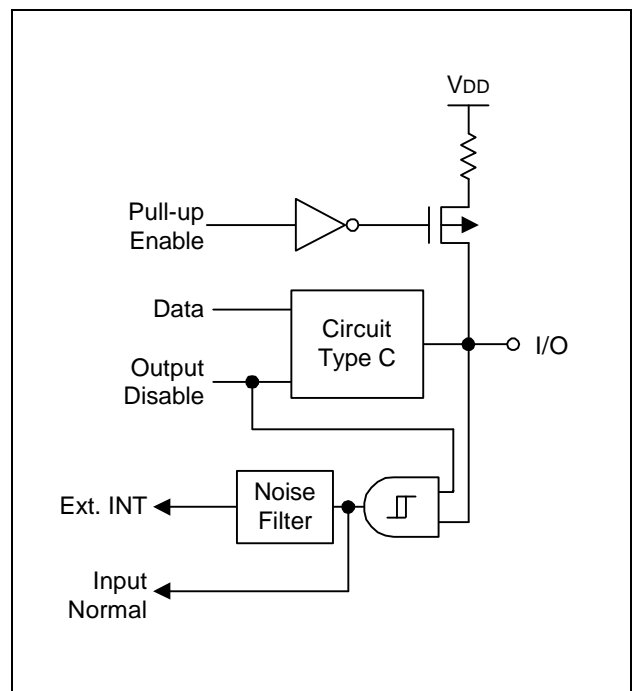 VDD
Pull-up
Enable
Data
Circuit
Type C
I/O
Output
Disable
Noise
Filter
Ext. INT
Input
Normal